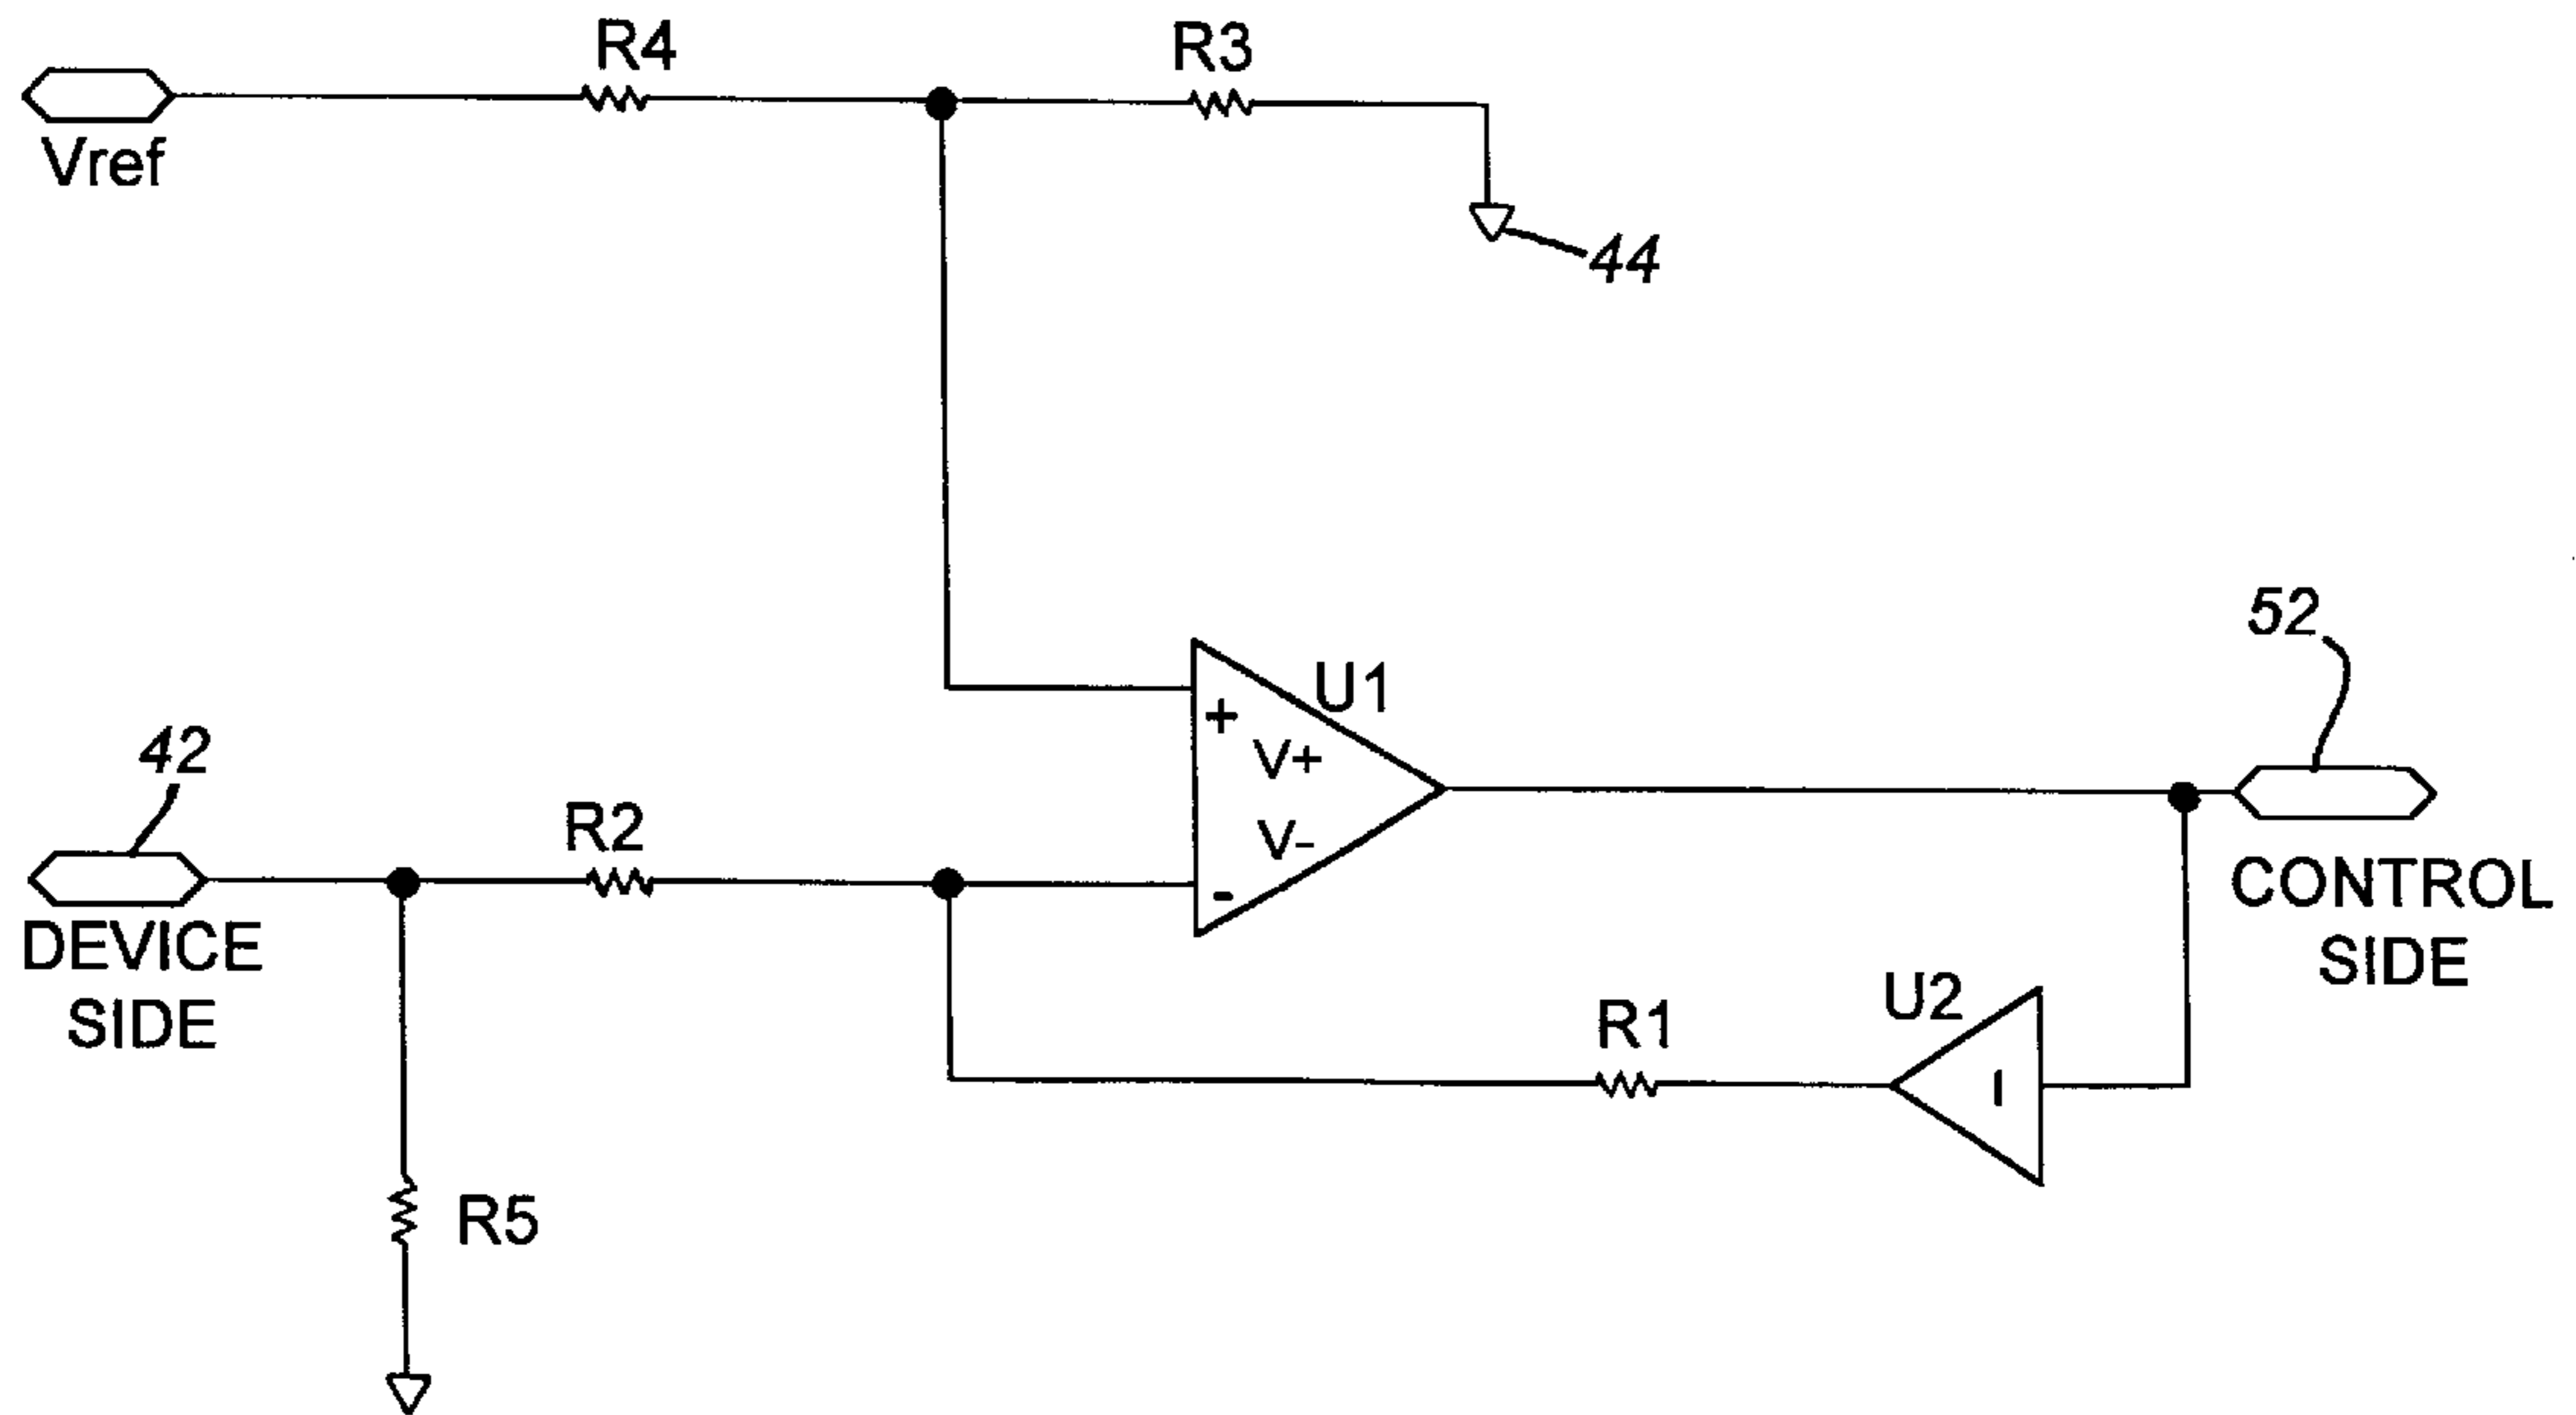 R4
R3
Vref
44
52
U1
+
V+
42
R2
V-
-
DEVICE
SIDE
CONTROL
SIDE
U2
R1
I
R5